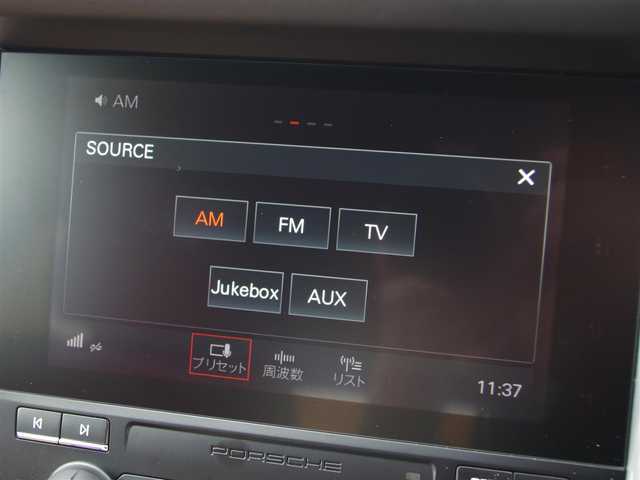 AM
SOURCE
AM FM TV
Jukebox AUX
プリセット 周波数 リスト
11:37
PORSCHE